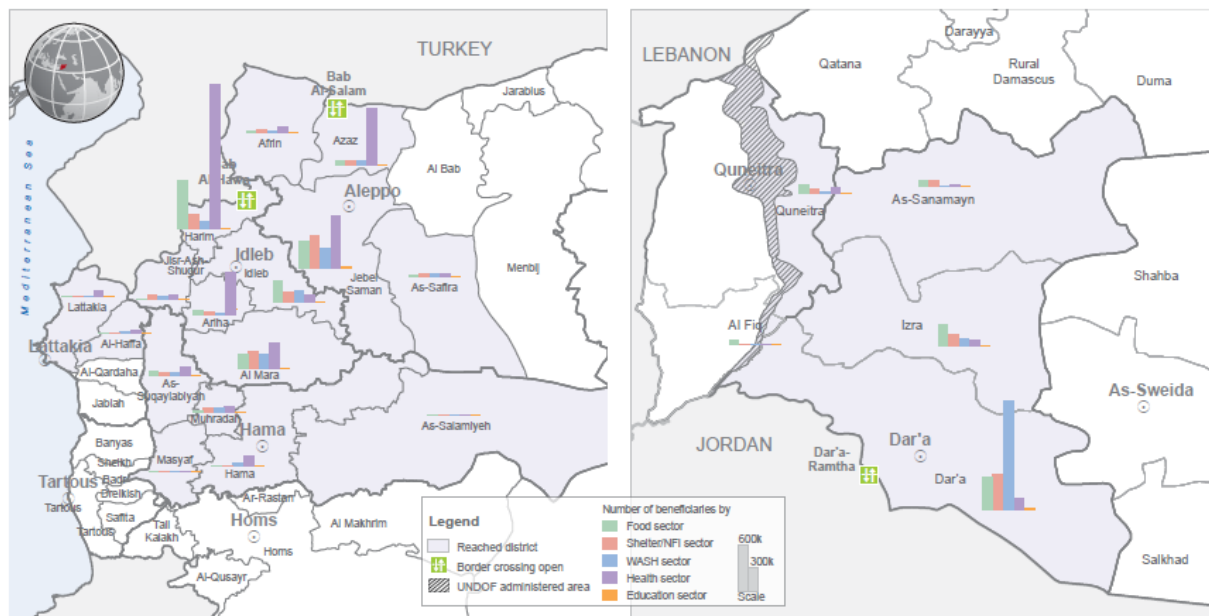 TURKEY
Bab
Al-Salam
Jarablus
Afrin
Azaz
Al Bab
Al-Hawa
Aleppo
Harim
Jisr-Ash-
Shugur
Idleb
Idleb
Jebel
Saman
As-Safira
Menbij
Mediterranean Sea
Lattakia
Ariha
Al-Haffa
Lattakia
Al-Qardaha
As-
Suqaylabiyah
Al Mara
Jablah
Muhradah
As-Salamiyeh
Hama
Banyas
Sheikh
Masyaf
Hama
Tartous
Badr
Dreikish
Tartous
Safita
Tartous
Tall
Kalakh
Ar-Rastan
Homs
Homs
Al Makhrim
Al-Qusayr
LEBANON
Darayya
Qatana
Rural
Damascus
Duma
Quneitra
Quneitra
As-Sanamayn
Shahba
Al Fiq
Izra
As-Sweida
JORDAN
Dar'a-
Ramtha
Dar'a
Dar'a
Salkhad
Legend
Reached district
Border crossing open
UNDOF administered area
Number of beneficiaries by
Food sector
Shelter/NFI sector
WASH sector
Health sector
Education sector
600k
300k
Scale